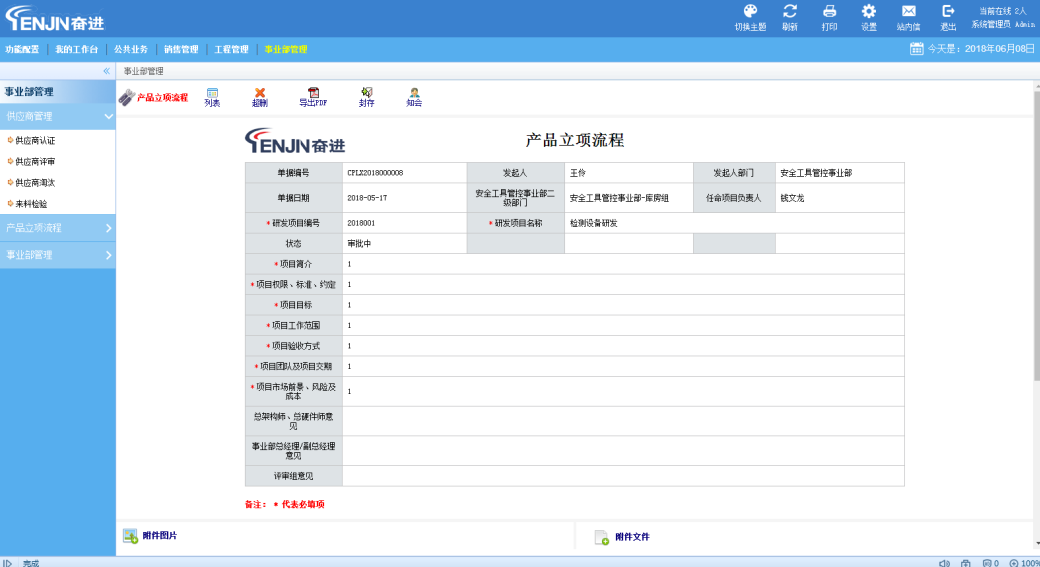 ENJIN奋进
切换主题 刷新 打印 设置 站内信 退出
当前在线 2人
系统管理员 Admin
功能配置 我的工作台 公共业务 销售管理 工程管理 事业部管理 今天是：2018年06月08日
« 事业部管理
事业部管理
产品立项流程 列表 超删 导出PDF 封存 知会
供应商管理
供应商认证
供应商评审
供应商淘汰
来料检验
产品立项流程
事业部管理
ENJIN奋进 产品立项流程
单据编号 CPLX2018000008 发起人 王伶 发起人部门 安全工具管控事业部
单据日期 2018-05-17 安全工具管控事业部二级部门 安全工具管控事业部-库房组 任命项目负责人 钱文龙
* 研发项目编号 2018001 * 研发项目名称 检测设备研发
状态 审批中
* 项目简介 1
* 项目权限、标准、约定 1
* 项目目标 1
* 项目工作范围 1
* 项目验收方式 1
* 项目团队及项目交期 1
* 项目市场前景、风险及成本 1
总架构师、总硬件师意见
事业部总经理/副总经理意见
评审组意见
备注： * 代表必填项
附件图片 附件文件
完成 0 100%